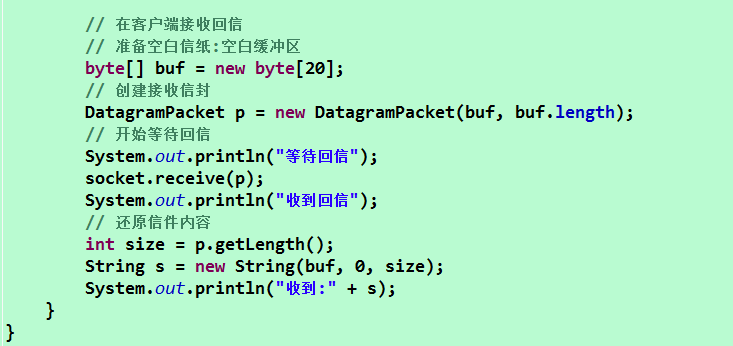 // 在客户端接收回信
// 准备空白信纸:空白缓冲区
byte[] buf = new byte[20];
// 创建接收信封
DatagramPacket p = new DatagramPacket(buf, buf.length);
// 开始等待回信
System.out.println("等待回信");
socket.receive(p);
System.out.println("收到回信");
// 还原信件内容
int size = p.getLength();
String s = new String(buf, 0, size);
System.out.println("收到:" + s);
}
}